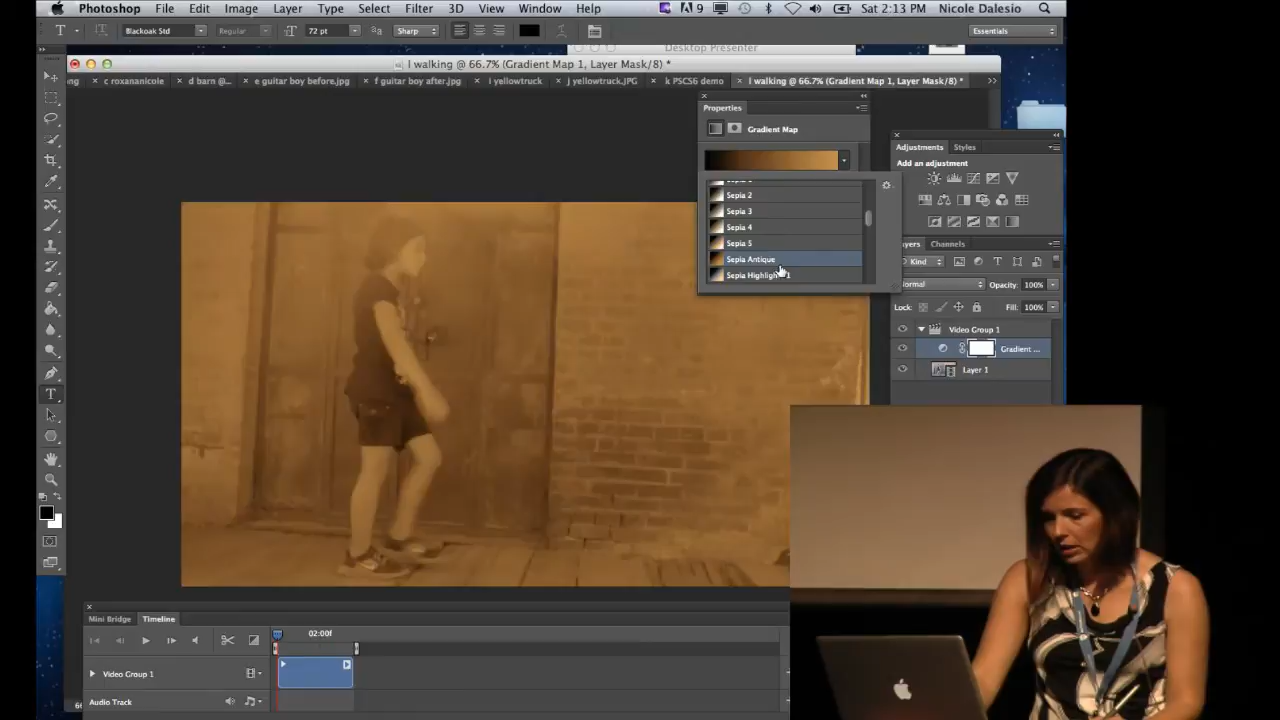 Photoshop File Edit Image Layer Type Select Filter 3D View Window Help 9 Sat 2:13 PM Nicole Dalesio
T Blackoak Std Regular 72 pt Sharp Essentials
Desktop Presenter
l walking @ 66.7% (Gradient Map 1, Layer Mask/8) *
c roxananicole d barn @... e guitar boy before.jpg f guitar boy after.jpg i yellowtruck j yellowtruck.JPG k PSCS6 demo l walking @ 66.7% (Gradient Map 1, Layer Mask/8) *
Properties
Gradient Map
Sepia 2
Sepia 3
Sepia 4
Sepia 5
Sepia Antique
Adjustments Styles
Add an adjustment
Channels
Kind
100%
Lock: Fill: 100%
Video Group 1
Gradient ...
Layer 1
Mini Bridge Timeline
02:00f
Video Group 1
Audio Track